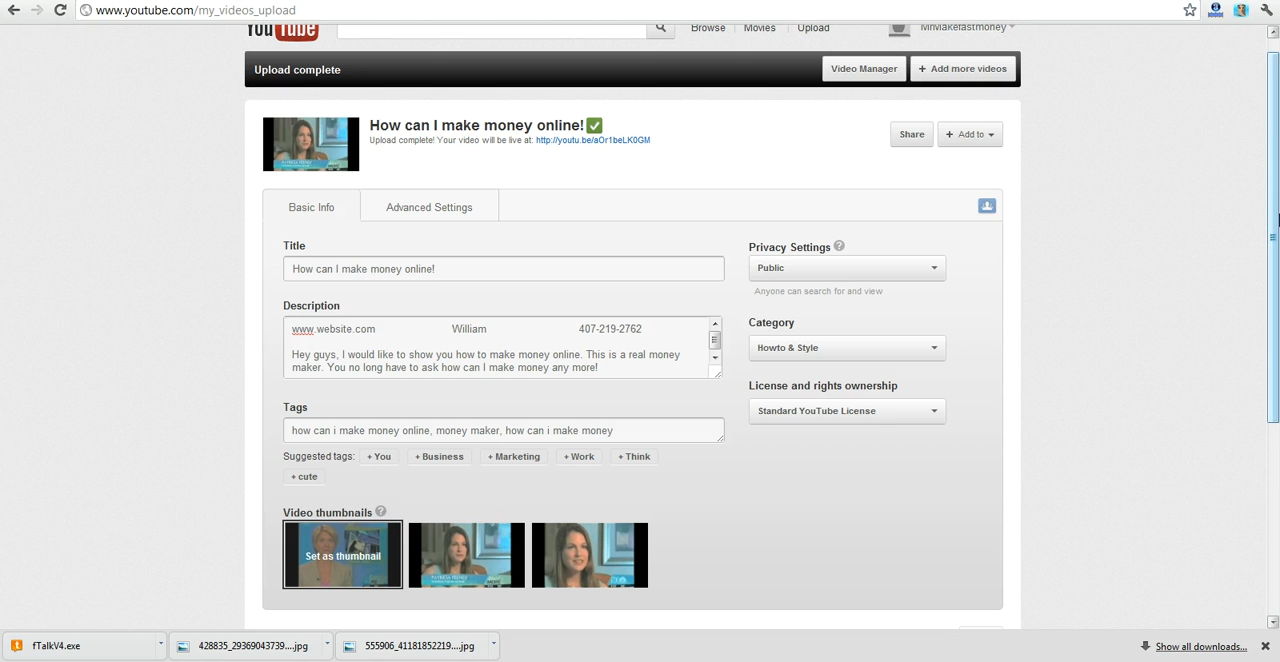 www.youtube.com/my_videos_upload
YouTube
Browse
Movies
Upload
MrMakefastmoney
Upload complete
Video Manager
+ Add more videos
How can I make money online!
Upload complete! Your video will be live at: http://youtu.be/aOr1beLK0GM
Share
+ Add to
Basic Info
Advanced Settings
Title
How can I make money online!
Description
www.website.com William 407-219-2762
Hey guys, I would like to show you how to make money online. This is a real money
maker. You no long have to ask how can I make money any more!
Tags
how can i make money online, money maker, how can i make money
Suggested tags: + You + Business + Marketing + Work + Think
+ cute
Video thumbnails
Set as thumbnail
Privacy Settings
Public
Anyone can search for and view
Category
Howto & Style
License and rights ownership
Standard YouTube License
fTalkV4.exe
428835_29369043739....jpg
555906_41181852219....jpg
Show all downloads...